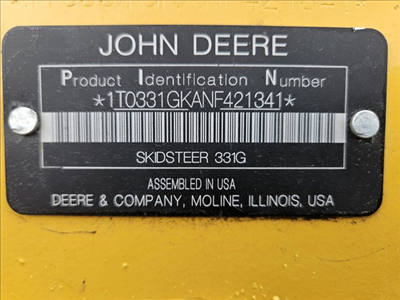 JOHN DEERE
Product Identification Number
*1T0331GKANF421341*
SKIDSTEER 331G
ASSEMBLED IN USA
DEERE & COMPANY, MOLINE, ILLINOIS, USA